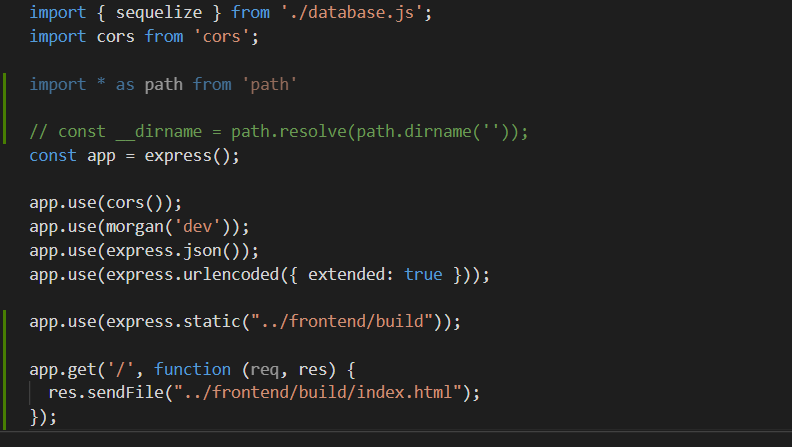 import { sequelize } from './database.js';
import cors from 'cors';
import * as path from 'path'
// const __dirname = path.resolve(path.dirname(''));
const app = express();
app.use(cors());
app.use(morgan('dev'));
app.use(express.json());
app.use(express.urlencoded({ extended: true }));
app.use(express.static("../frontend/build"));
app.get('/', function (req, res) {
  res.sendFile("../frontend/build/index.html");
});